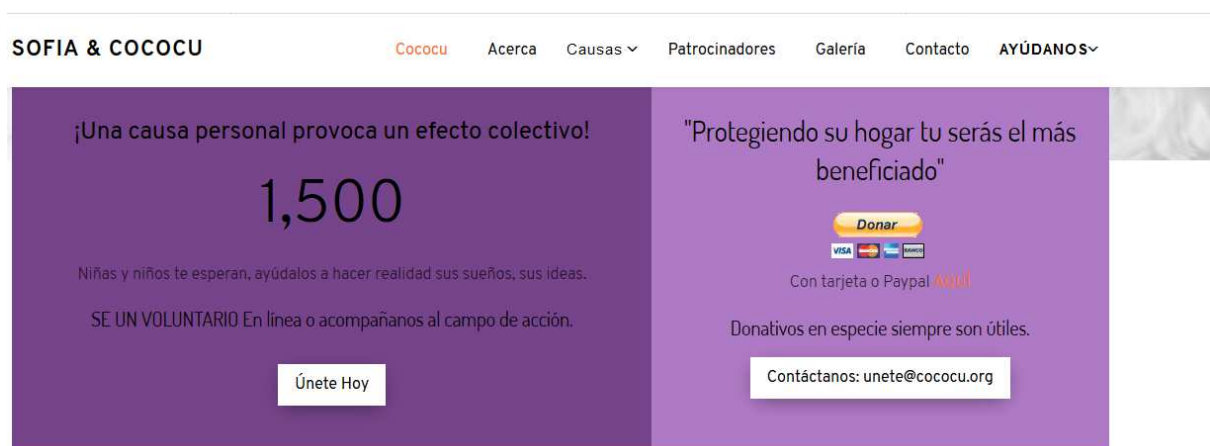 SOFIA & COCOCU
Cococu
Acerca
Causas
Patrocinadores
Galería
Contacto
AYÚDANOS
¡Una causa personal provoca un efecto colectivo!
1,500
Niñas y niños te esperan, ayúdalos a hacer realidad sus sueños, sus ideas.
SE UN VOLUNTARIO En línea o acompañanos al campo de acción.
Únete Hoy
"Protegiendo su hogar tu serás el más
beneficiado"
Donar
VISA
BANCO
Con tarjeta o Paypal AQUÍ
Donativos en especie siempre son útiles.
Contáctanos: unete@cococu.org